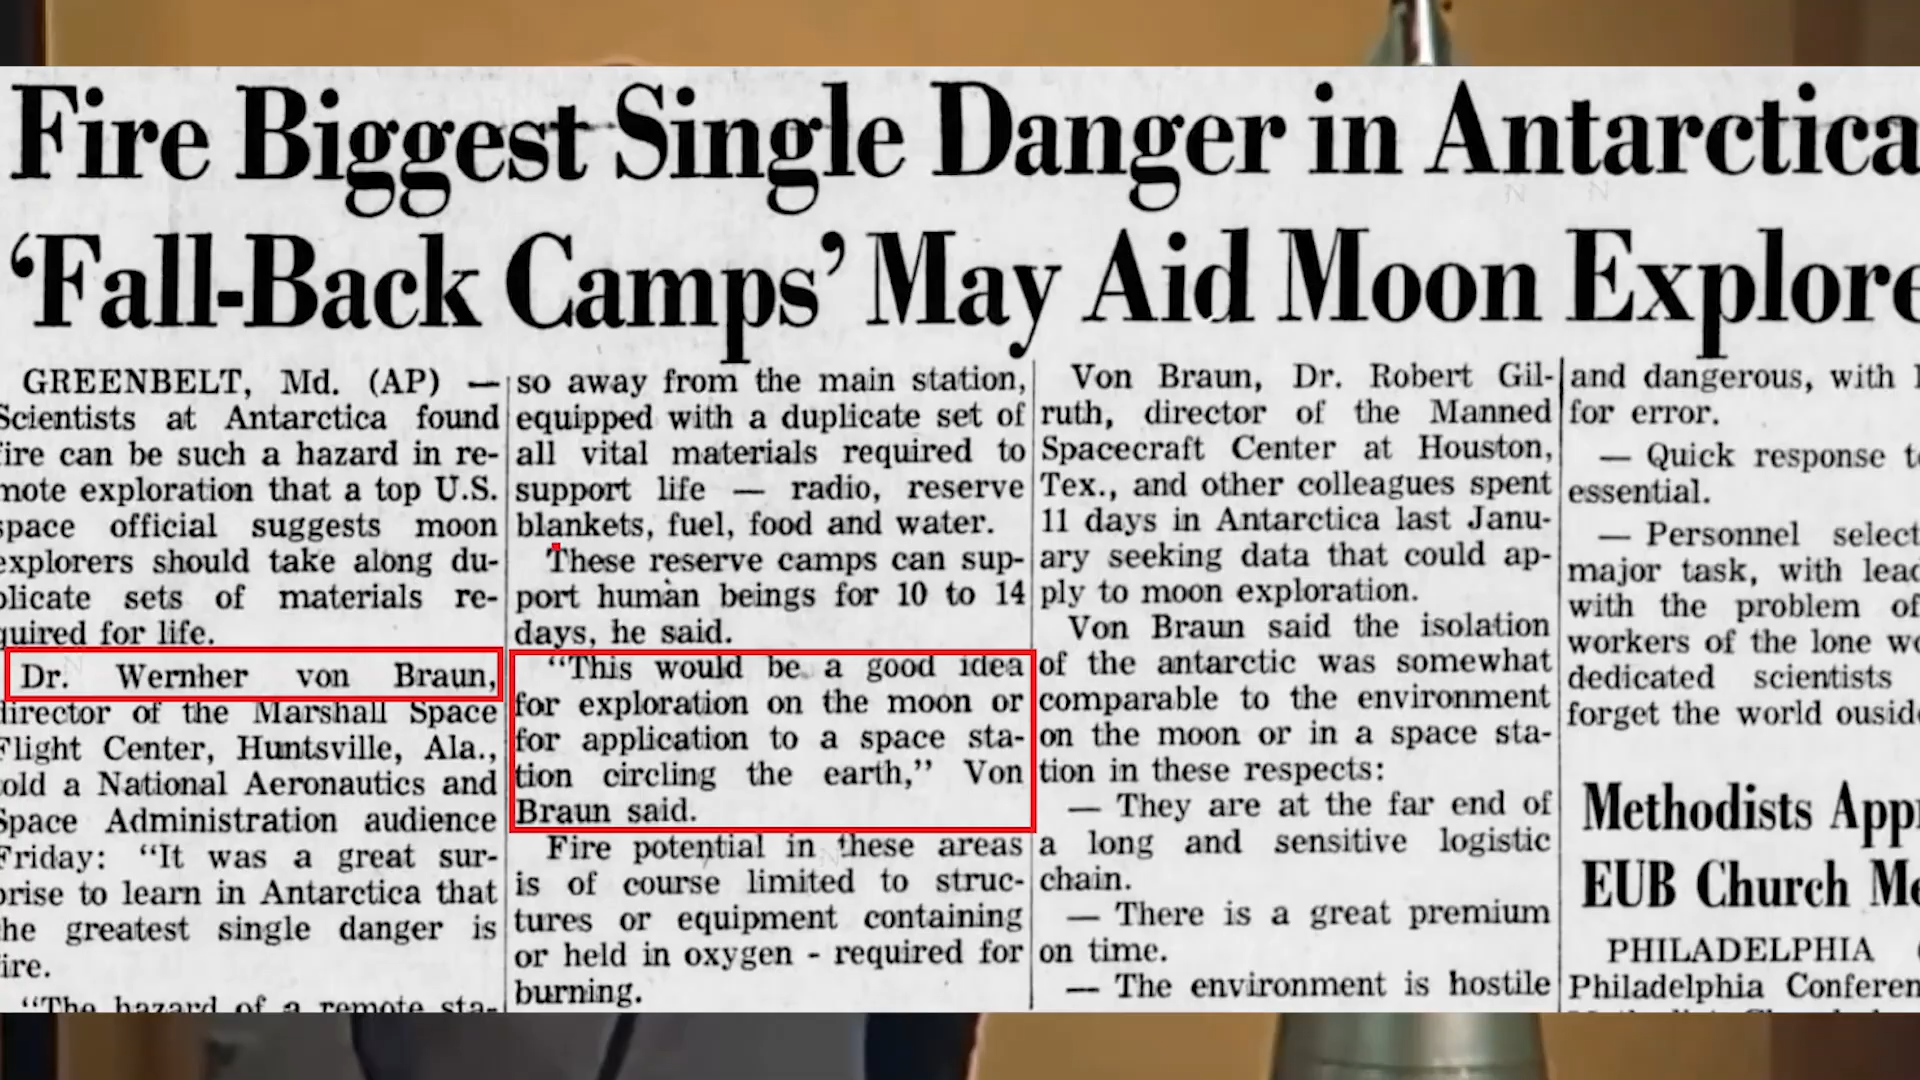 Fire Biggest Single Danger in Antarctica
‘Fall-Back Camps’ May Aid Moon Explore
GREENBELT, Md. (AP) —
Scientists at Antarctica found
fire can be such a hazard in re-
mote exploration that a top U.S.
space official suggests moon
explorers should take along du-
plicate sets of materials re-
quired for life.
Dr. Wernher von Braun,
director of the Marshall Space
Flight Center, Huntsville, Ala.,
told a National Aeronautics and
Space Administration audience
Friday: “It was a great sur-
prise to learn in Antarctica that
the greatest single danger is
fire.
“The hazard of a remote sta-
so away from the main station,
equipped with a duplicate set of
all vital materials required to
support life — radio, reserve
blankets, fuel, food and water.
These reserve camps can sup-
port human beings for 10 to 14
days, he said.
“This would be a good idea
for exploration on the moon or
for application to a space sta-
tion circling the earth,” Von
Braun said.
Fire potential in these areas
is of course limited to struc-
tures or equipment containing
or held in oxygen - required for
burning.
Von Braun, Dr. Robert Gil-
ruth, director of the Manned
Spacecraft Center at Houston,
Tex., and other colleagues spent
11 days in Antarctica last Janu-
ary seeking data that could ap-
ply to moon exploration.
Von Braun said the isolation
of the antarctic was somewhat
comparable to the environment
on the moon or in a space sta-
tion in these respects:
— They are at the far end of
a long and sensitive logistic
chain.
— There is a great premium
on time.
— The environment is hostile
and dangerous, with
for error.
— Quick response to
essential.
— Personnel select
major task, with lead
with the problem of
workers of the lone wo
dedicated scientists
forget the world ouside
Methodists App
EUB Church Me
PHILADELPHIA
Philadelphia Conferen